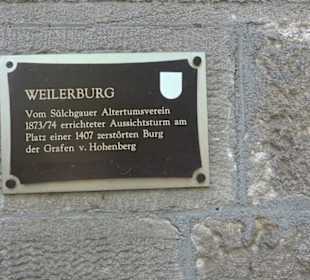 WEILERBURG
Vom Sülchgauer Altertumsverein
1873/74 errichteter Aussichtsturm am
Platz einer 1407 zerstörten Burg
der Grafen v. Hohenberg